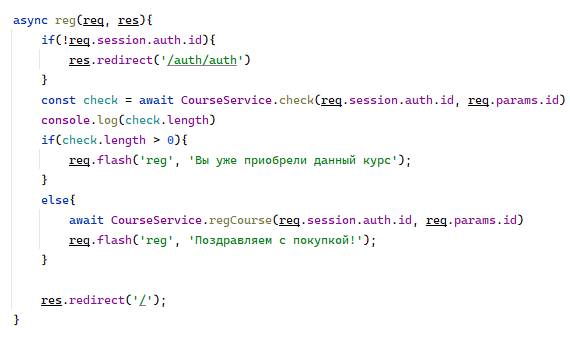 async reg(req, res){
    if(!req.session.auth.id){
        res.redirect('/auth/auth')
    }
    const check = await CourseService.check(req.session.auth.id, req.params.id)
    console.log(check.length)
    if(check.length > 0){
        req.flash('reg', 'Вы уже приобрели данный курс');
    }
    else{
        await CourseService.regCourse(req.session.auth.id, req.params.id)
        req.flash('reg', 'Поздравляем с покупкой!');
    }

    res.redirect('/');
}